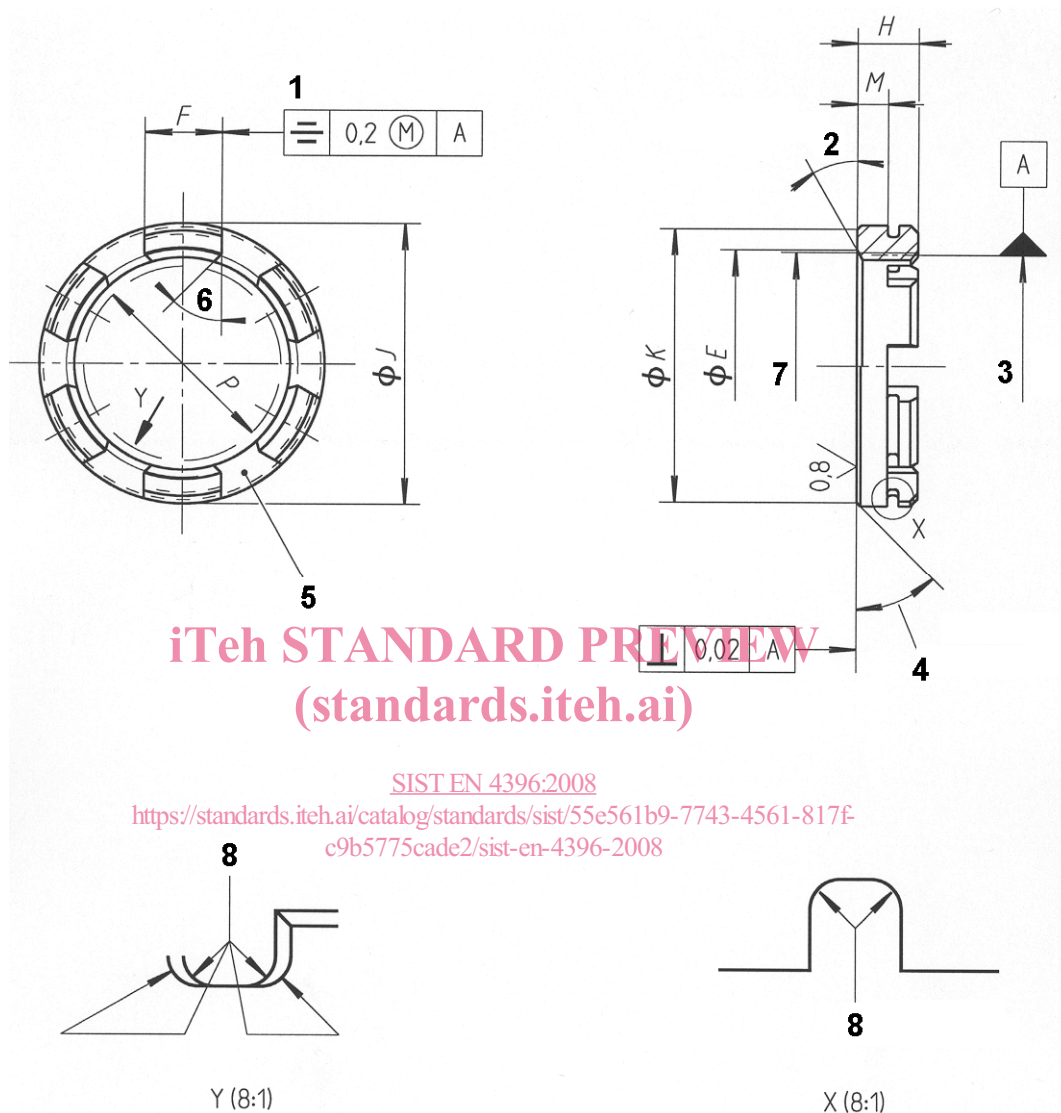 H
1
M
F
⌯ 0,2 Ⓜ A
2
A
6
ϕJ
P
Y
ϕK
ϕE
7
3
0,8
X
5
⊥ 0,02 A
4
iTeh STANDARD PREVIEW
(standards.iteh.ai)
SIST EN 4396:2008
https://standards.iteh.ai/catalog/standards/sist/55e561b9-7743-4561-817f-
c9b5775cade2/sist-en-4396-2008
8
8
Y (8:1)
X (8:1)